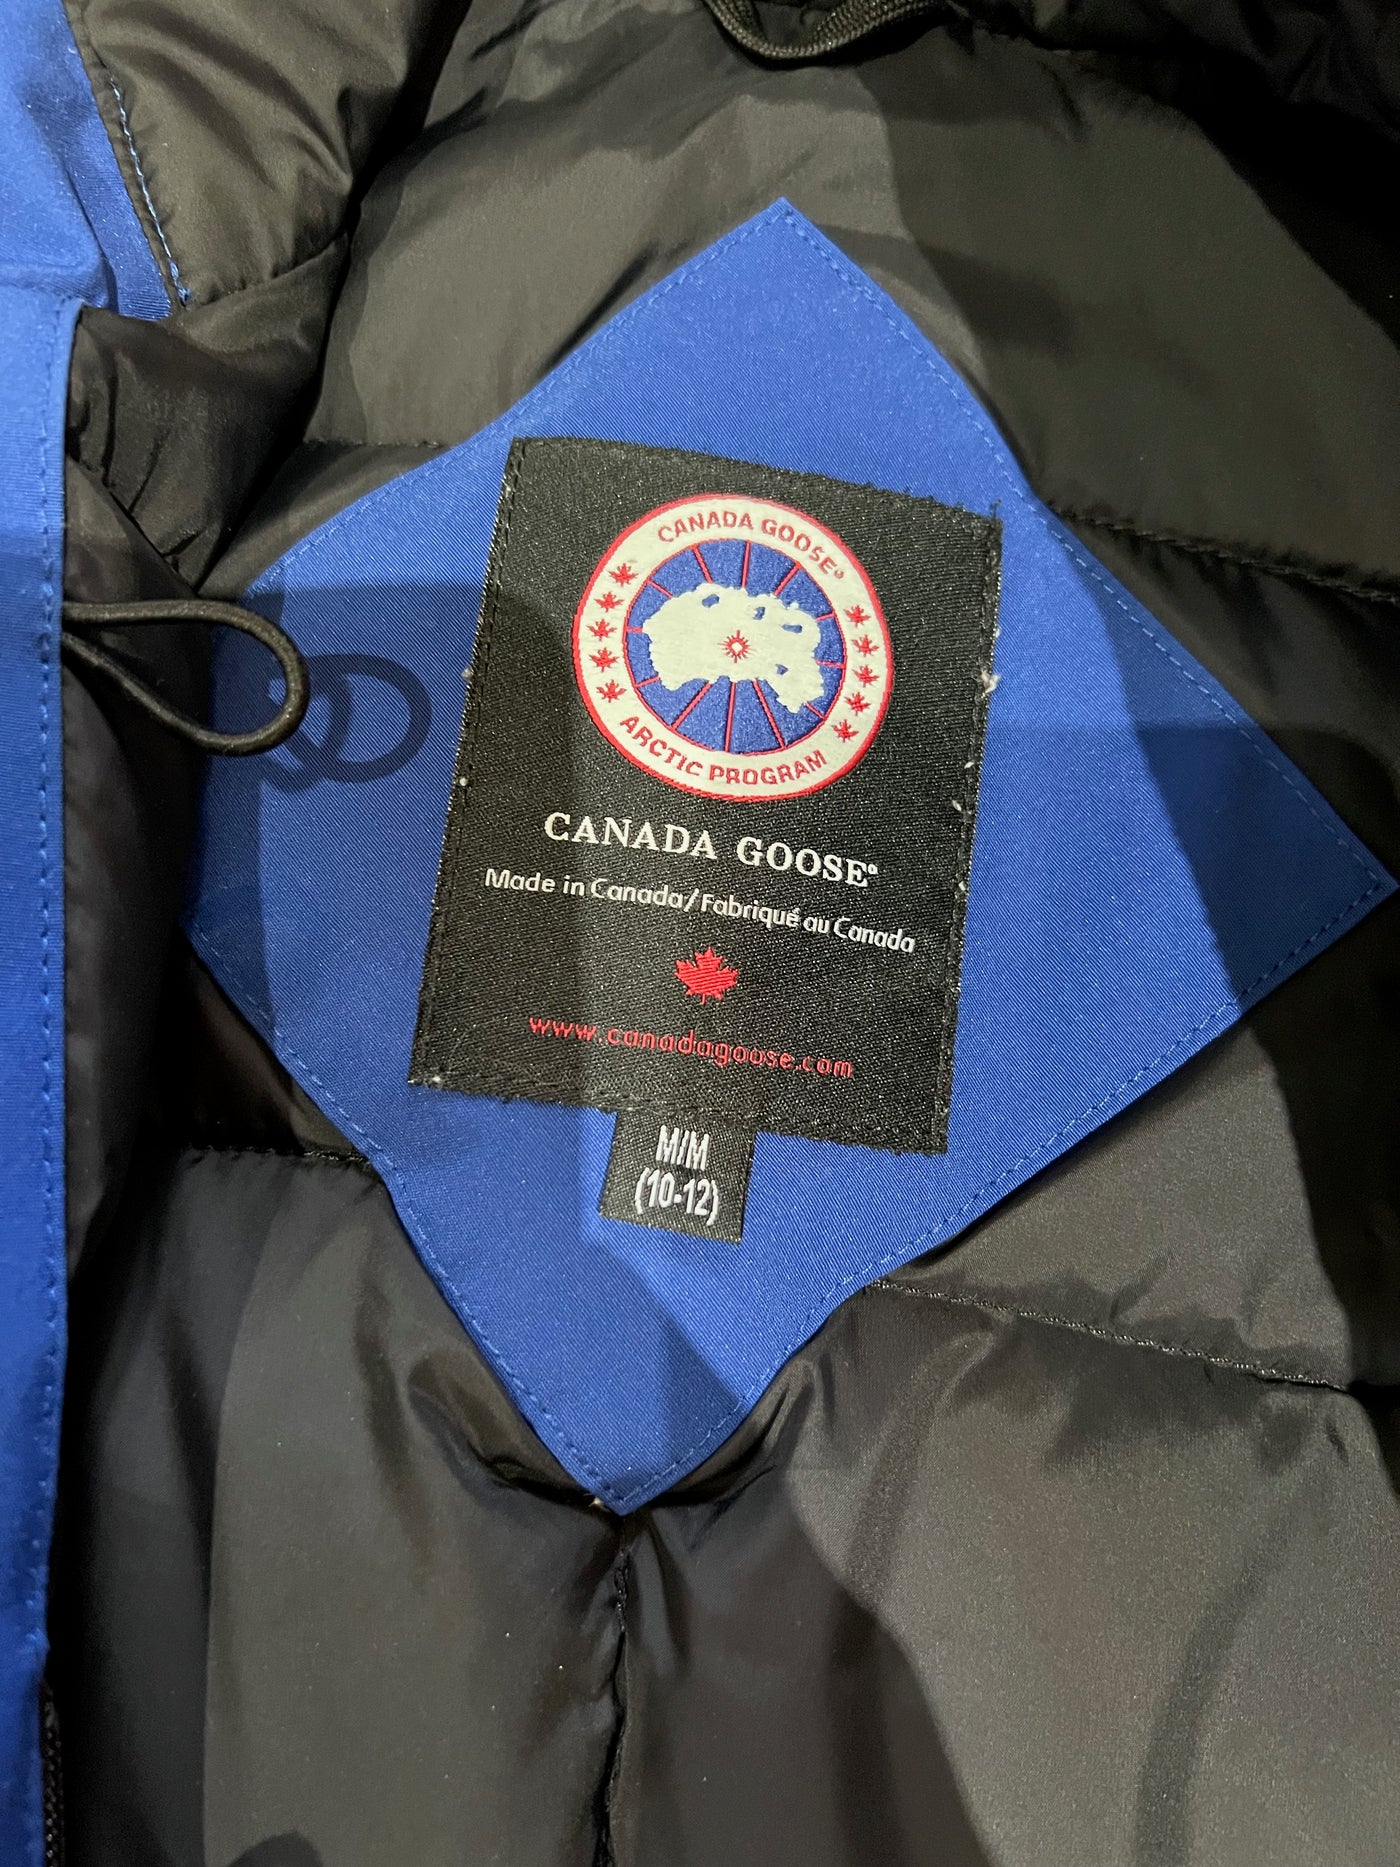 CANADA GOOSE®
ARCTIC PROGRAM
CANADA GOOSE®
Made in Canada/Fabriqué au Canada
www.canadagoose.com
M/M
(10-12)